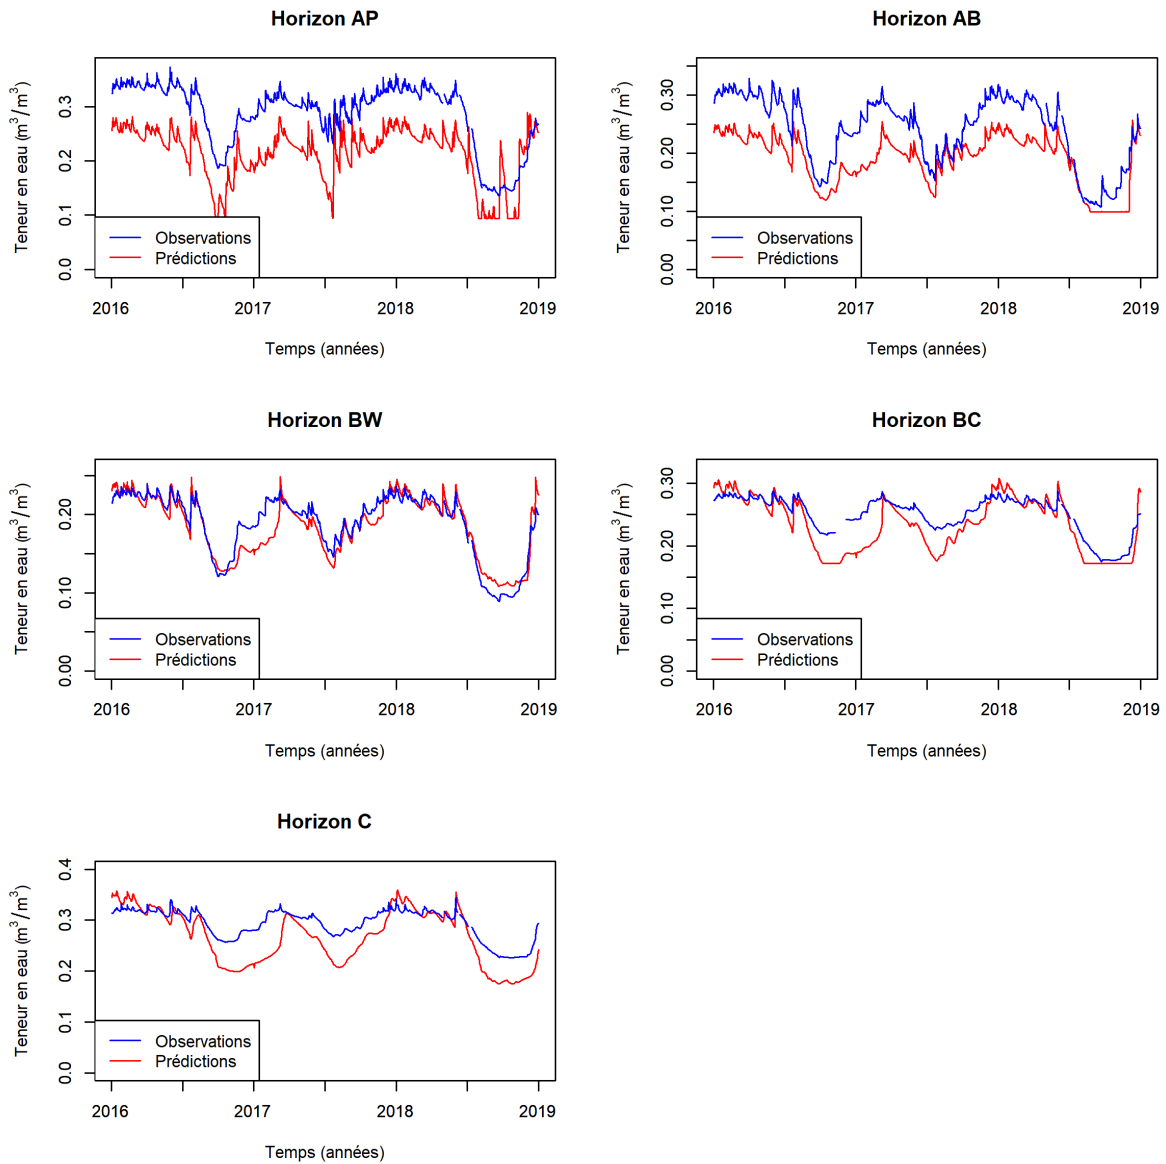 Horizon AP
Teneur en eau (m³/m³)
0.3
0.2
0.1
0.0
Observations
Prédictions
2016 2017 2018 2019
Temps (années)
Horizon AB
Teneur en eau (m³/m³)
0.30
0.20
0.10
0.00
Observations
Prédictions
2016 2017 2018 2019
Temps (années)
Horizon BW
Teneur en eau (m³/m³)
0.20
0.10
0.00
Observations
Prédictions
2016 2017 2018 2019
Temps (années)
Horizon BC
Teneur en eau (m³/m³)
0.30
0.20
0.10
0.00
Observations
Prédictions
2016 2017 2018 2019
Temps (années)
Horizon C
Teneur en eau (m³/m³)
0.4
0.3
0.2
0.1
0.0
Observations
Prédictions
2016 2017 2018 2019
Temps (années)